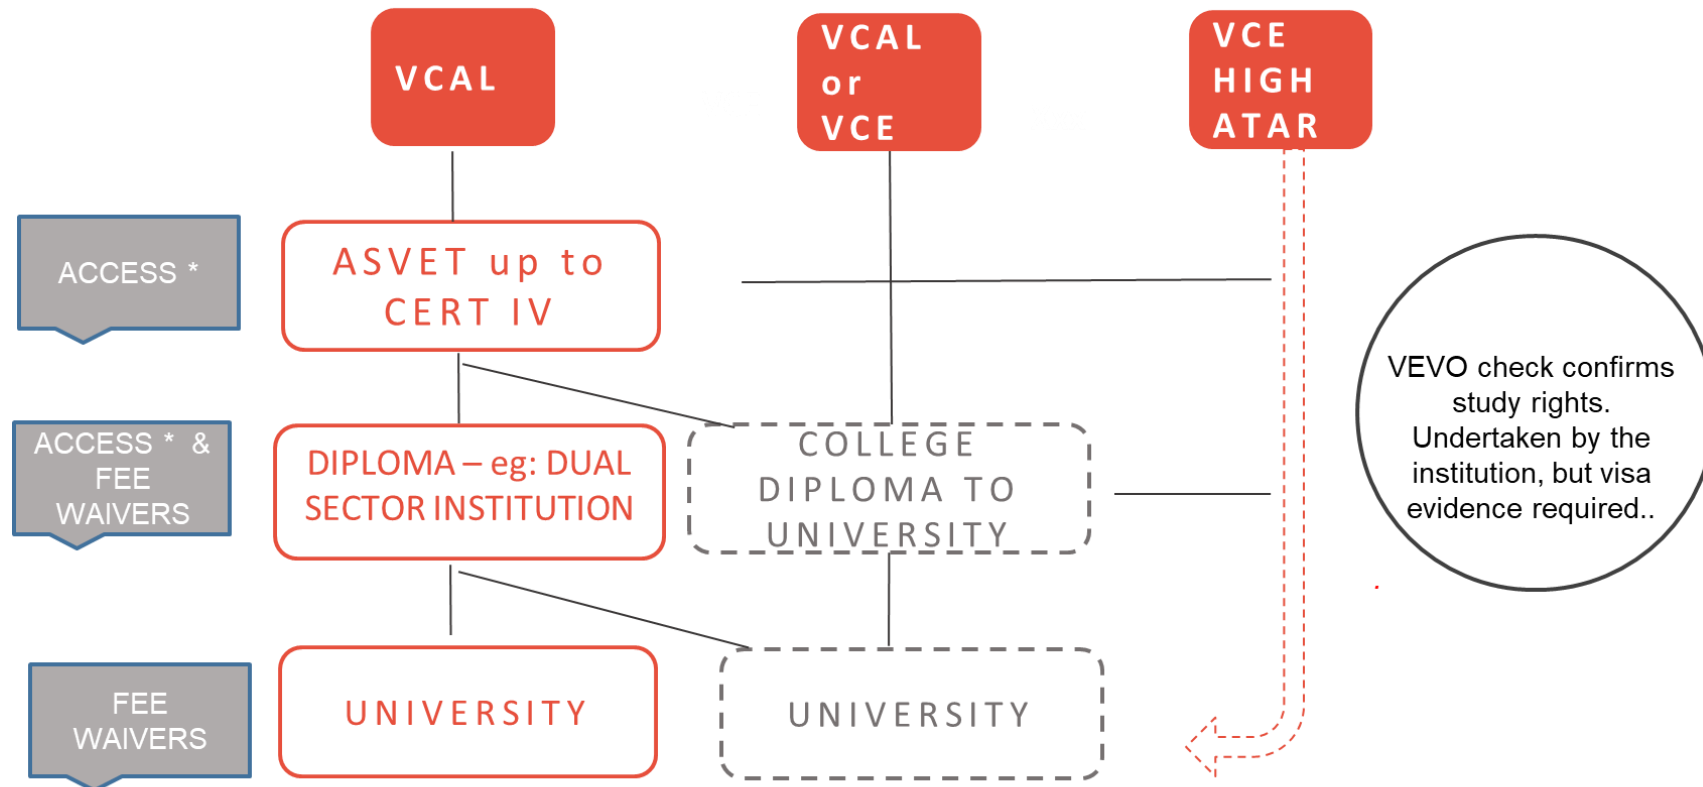 VCAL
VCAL
or
VCE
VCE
HIGH
ATAR
ACCESS *
ASVET up to
CERT IV
VEVO check confirms
study rights.
Undertaken by the
institution, but visa
evidence required..
ACCESS * &
FEE
WAIVERS
DIPLOMA – eg: DUAL
SECTOR INSTITUTION
COLLEGE
DIPLOMA TO
UNIVERSITY
FEE
WAIVERS
UNIVERSITY
UNIVERSITY